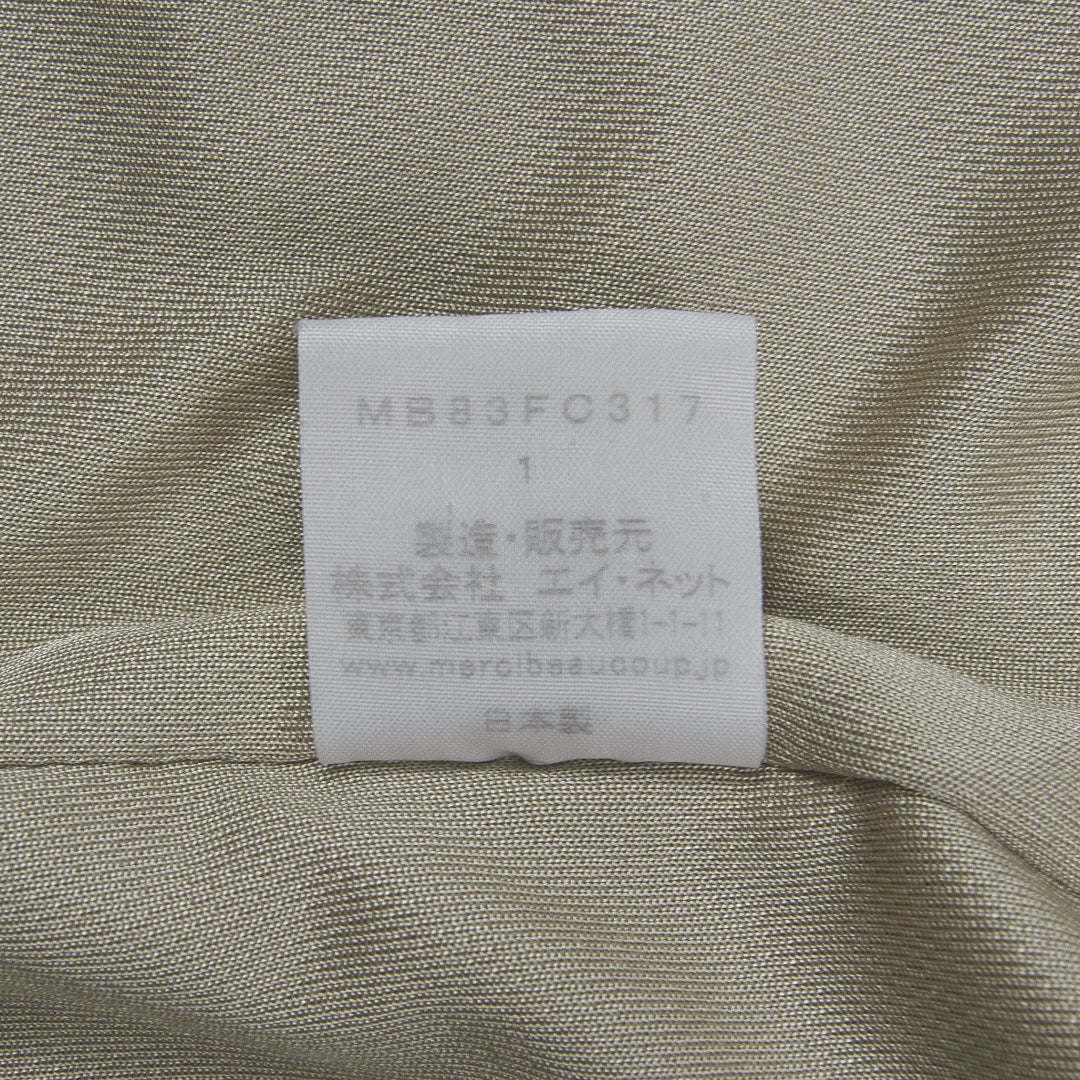 MB83FC317
1
製造・販売元
株式会社 エイ・ネット
東京都江東区新大橋1-1-11
www.mercibeaucoup.jp
日本製